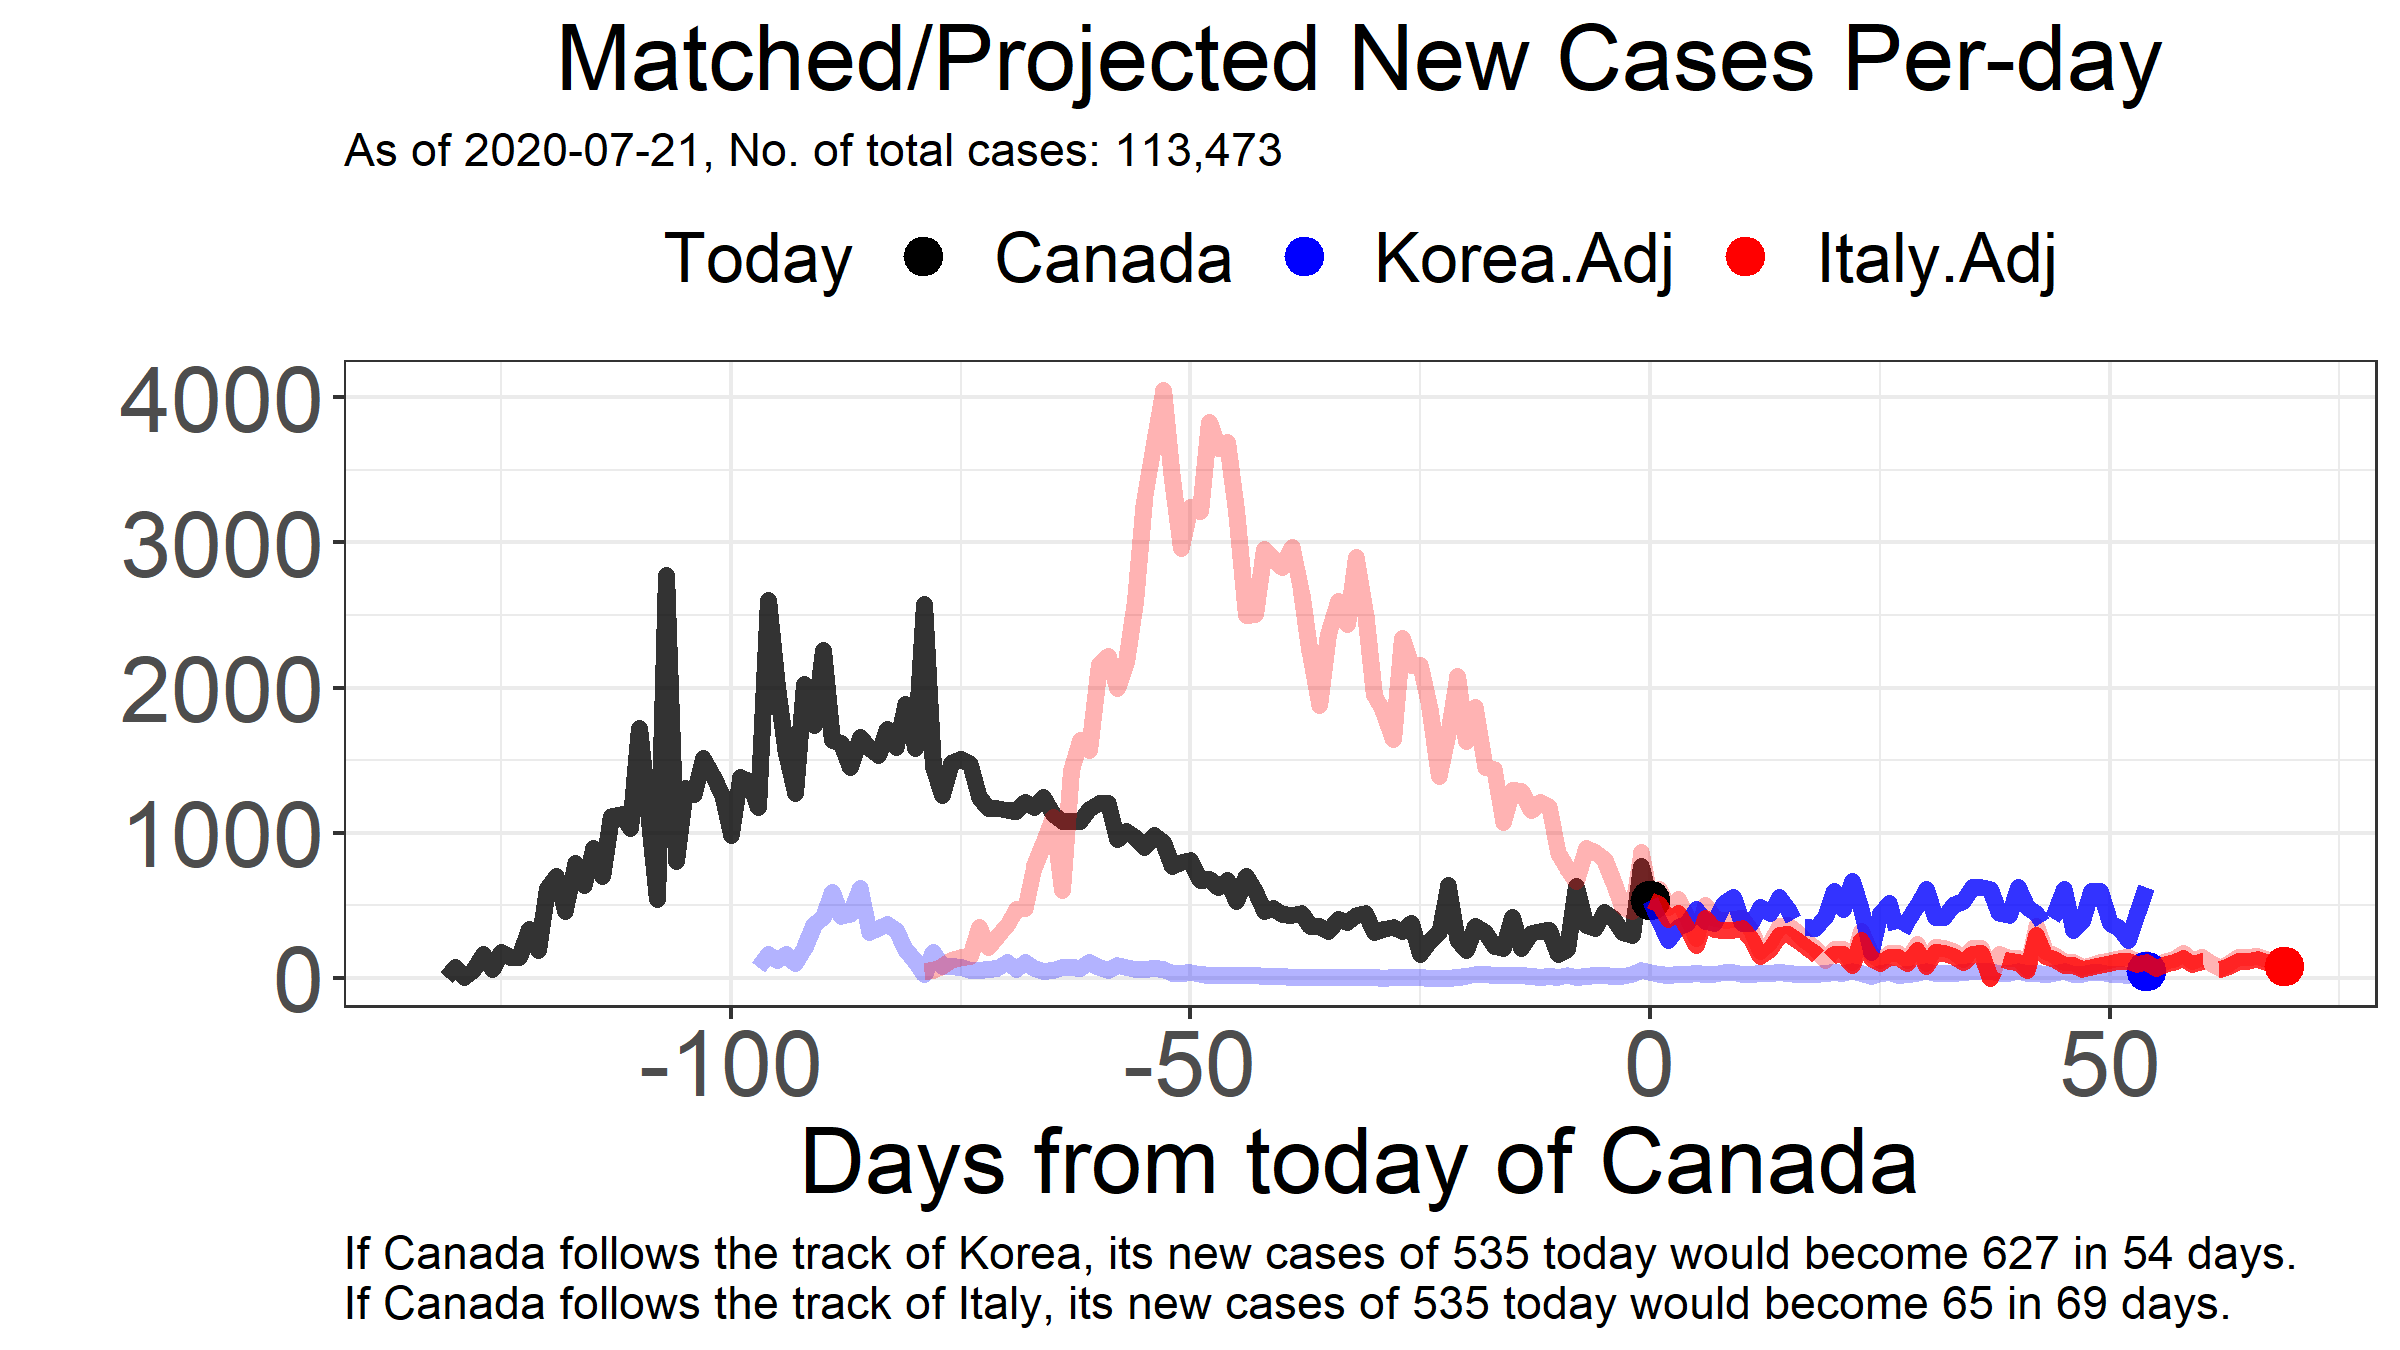 Matched/Projected New Cases Per-day
As of 2020-07-21, No. of total cases: 113,473
Today Canada Korea.Adj Italy.Adj
4000
3000
2000
1000
0
-100 -50 0 50
Days from today of Canada
If Canada follows the track of Korea, its new cases of 535 today would become 627 in 54 days.
If Canada follows the track of Italy, its new cases of 535 today would become 65 in 69 days.